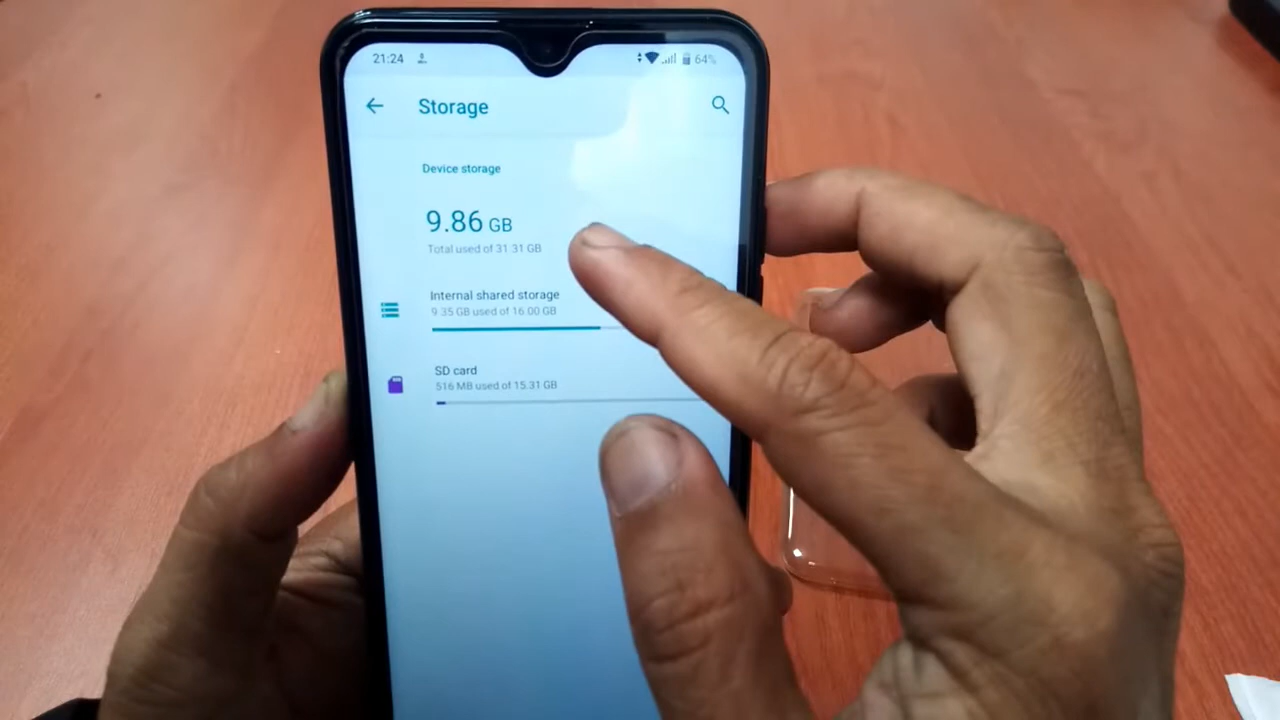 21:24 64%
Storage
Device storage
9.86 GB
Total used of 31.31 GB
Internal shared storage
9.35 GB used of 16.00 GB
SD card
516 MB used of 15.31 GB